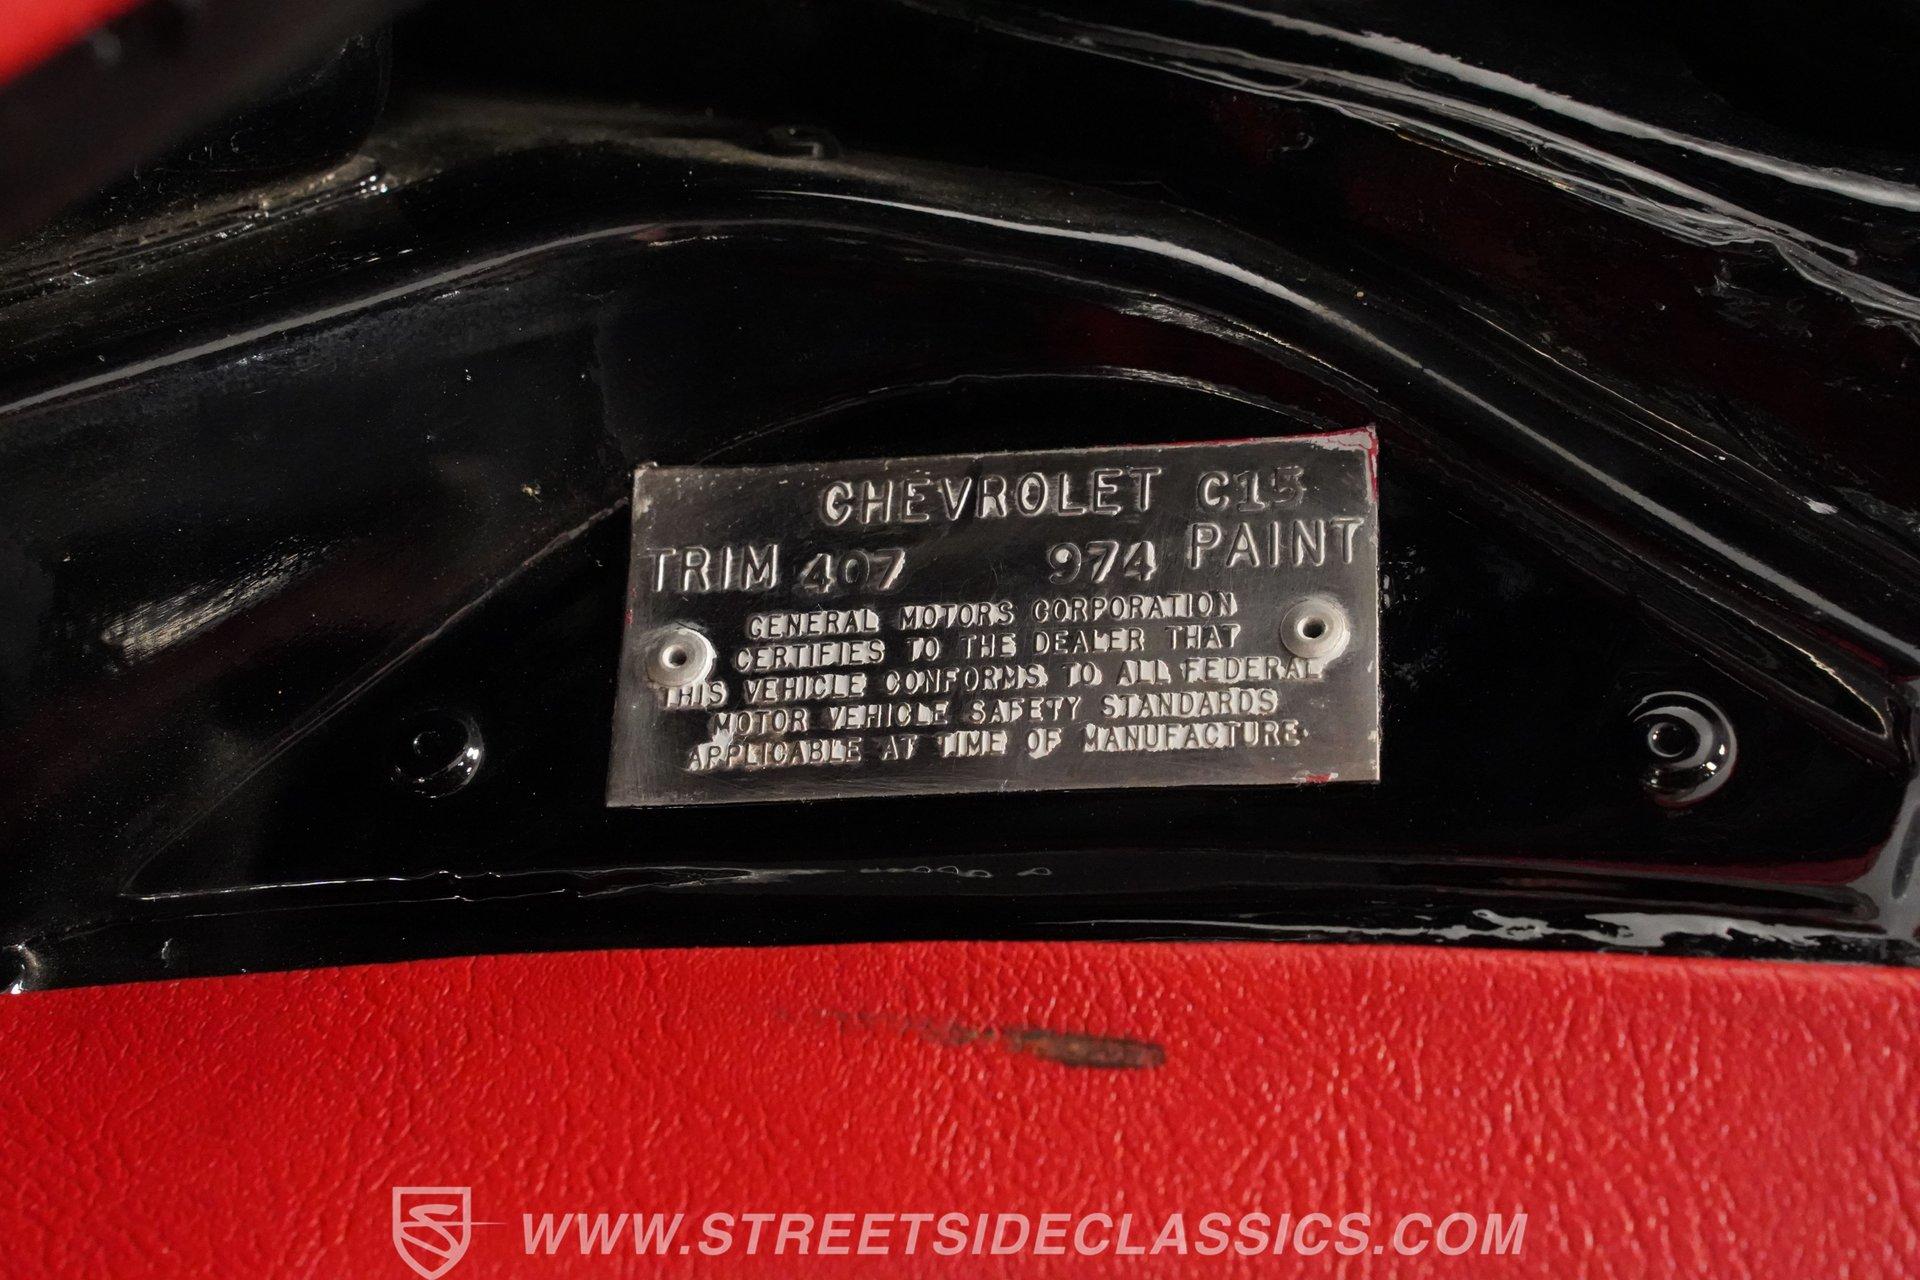 CHEVROLET C15
TRIM 407 974 PAINT
GENERAL MOTORS CORPORATION
CERTIFIES TO THE DEALER THAT
THIS VEHICLE CONFORMS TO ALL FEDERAL
MOTOR VEHICLE SAFETY STANDARDS
APPLICABLE AT TIME OF MANUFACTURE.
WWW.STREETSIDECLASSICS.COM